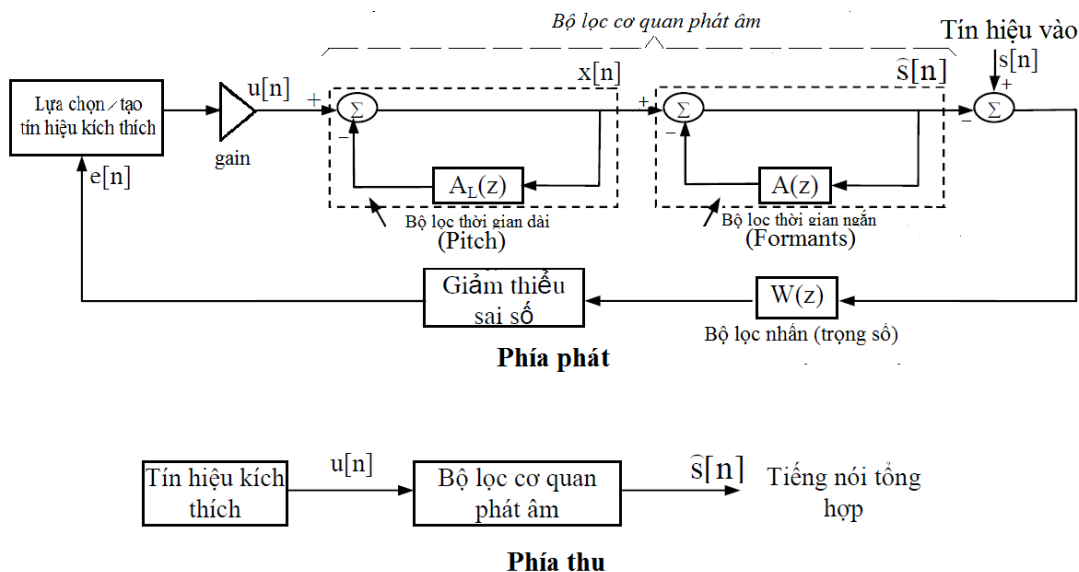 Bộ lọc cơ quan phát âm
Tín hiệu vào
Lựa chọn/tạo
tín hiệu kích thích
u[n]
gain
+
Σ
−
x[n]
A_L(z)
Bộ lọc thời gian dài
(Pitch)
+
Σ
−
ŝ[n]
A(z)
Bộ lọc thời gian ngắn
(Formants)
s[n]
+
−
Σ
e[n]
Giảm thiểu
sai số
W(z)
Bộ lọc nhấn (trọng số)
Phía phát
Tín hiệu kích
thích
u[n]
Bộ lọc cơ quan
phát âm
ŝ[n]
Tiếng nói tổng
hợp
Phía thu